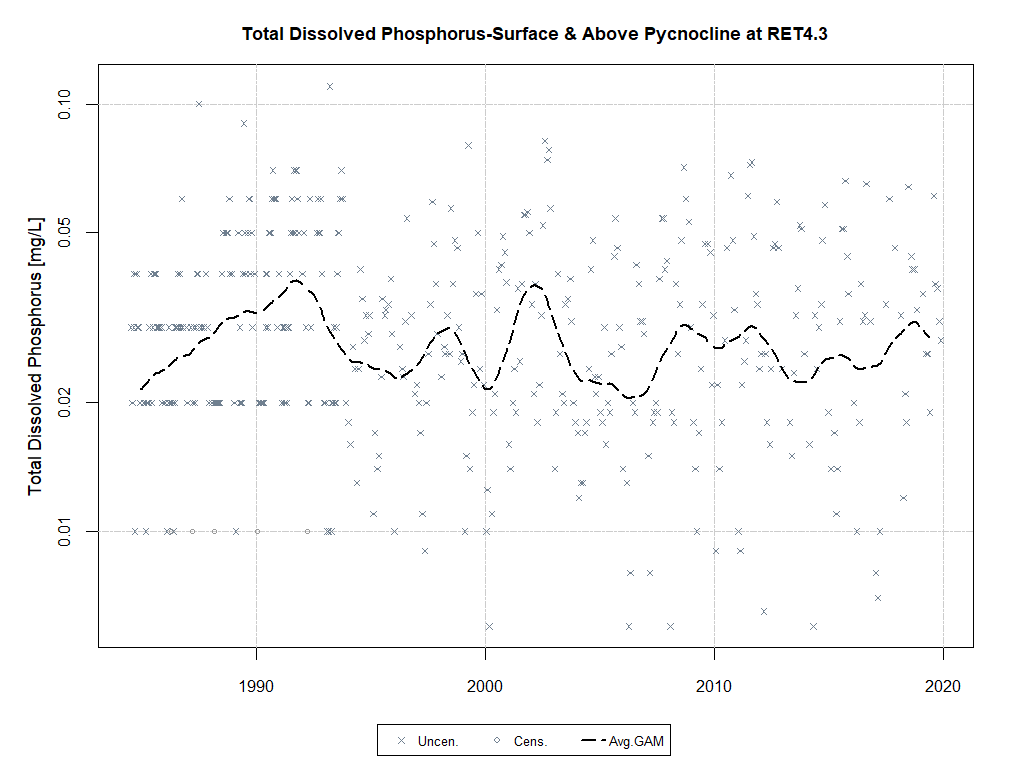 Total Dissolved Phosphorus-Surface & Above Pycnocline at RET4.3
Total Dissolved Phosphorus [mg/L]
0.10
0.05
0.02
0.01
1990 2000 2010 2020
Uncen. Cens. Avg.GAM